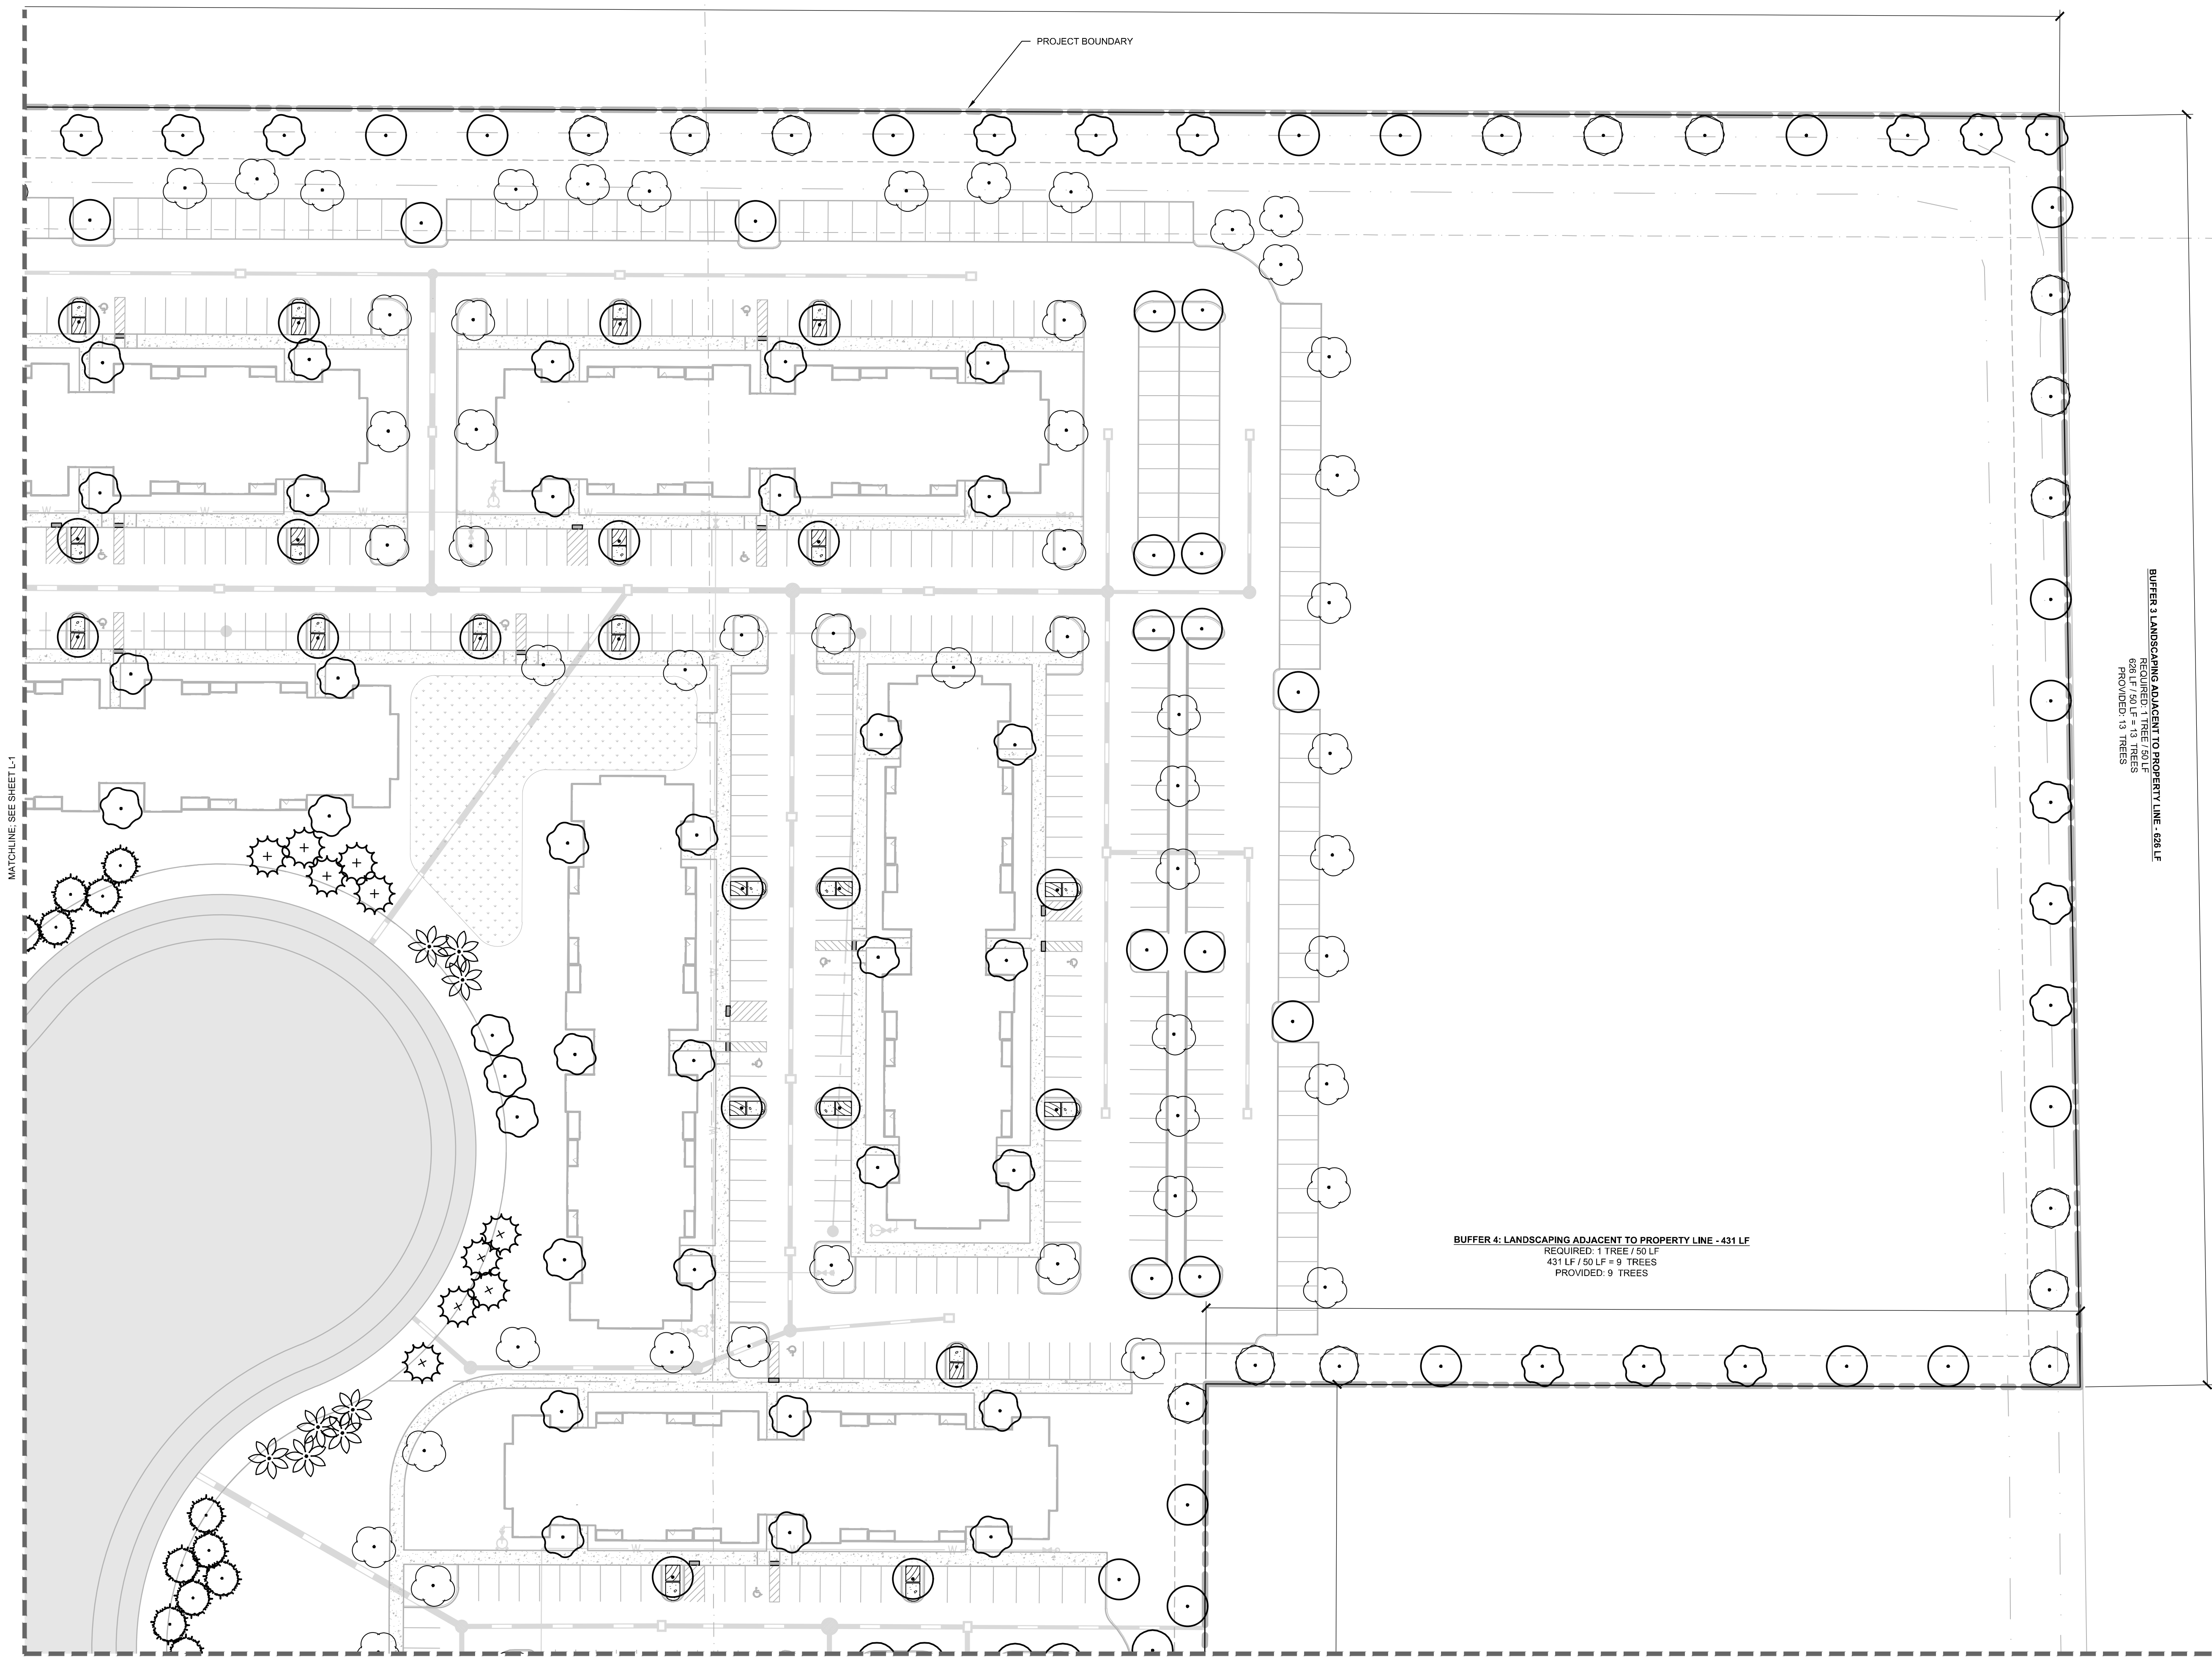 PROJECT BOUNDARY
MATCHLINE; SEE SHEET L-1
BUFFER 3 LANDSCAPING ADJACENT TO PROPERTY LINE - 626 LF
REQUIRED: 1 TREE / 50 LF
626 LF / 50 LF = 13 TREES
PROVIDED: 13 TREES
BUFFER 4: LANDSCAPING ADJACENT TO PROPERTY LINE - 431 LF
REQUIRED: 1 TREE / 50 LF
431 LF / 50 LF = 9 TREES
PROVIDED: 9 TREES